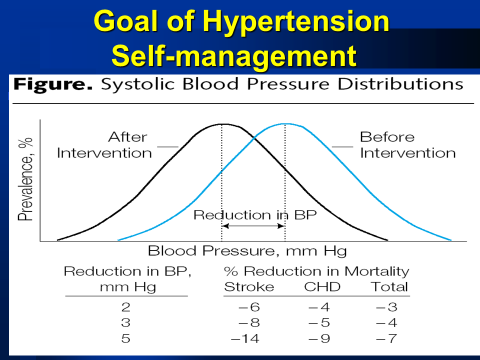 Goal of Hypertension
Self-management
Figure. Systolic Blood Pressure Distributions
After
Intervention
Before
Intervention
Prevalence, %
Reduction in BP
Blood Pressure, mm Hg
Reduction in BP, % Reduction in Mortality
mm Hg Stroke CHD Total
2 −6 −4 −3
3 −8 −5 −4
5 −14 −9 −7